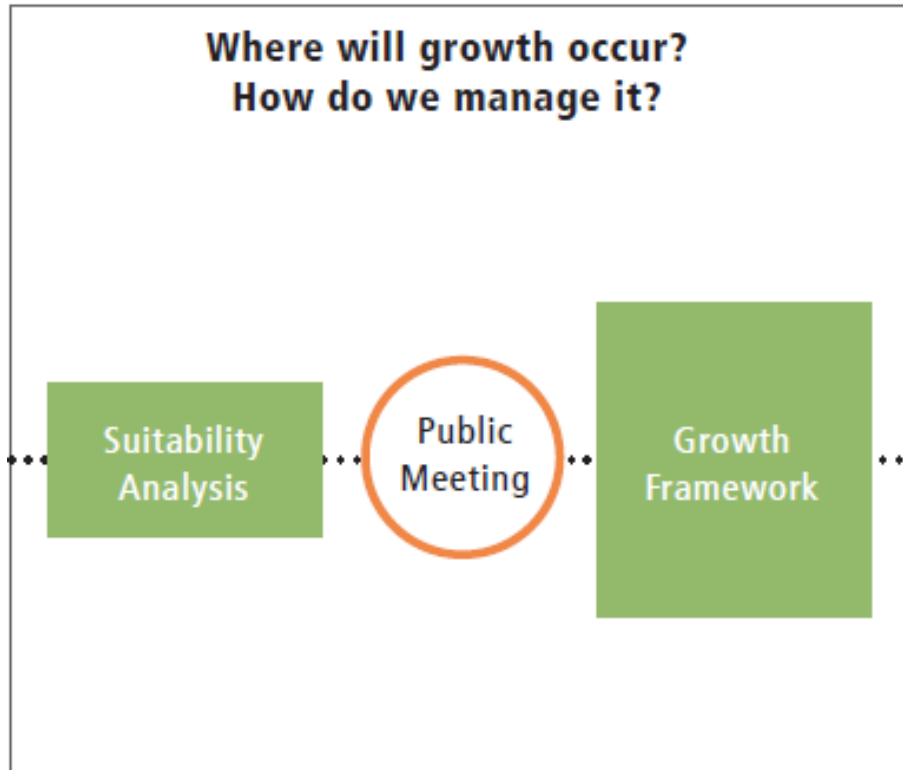 Where will growth occur?
How do we manage it?
Suitability
Analysis
Public
Meeting
Growth
Framework